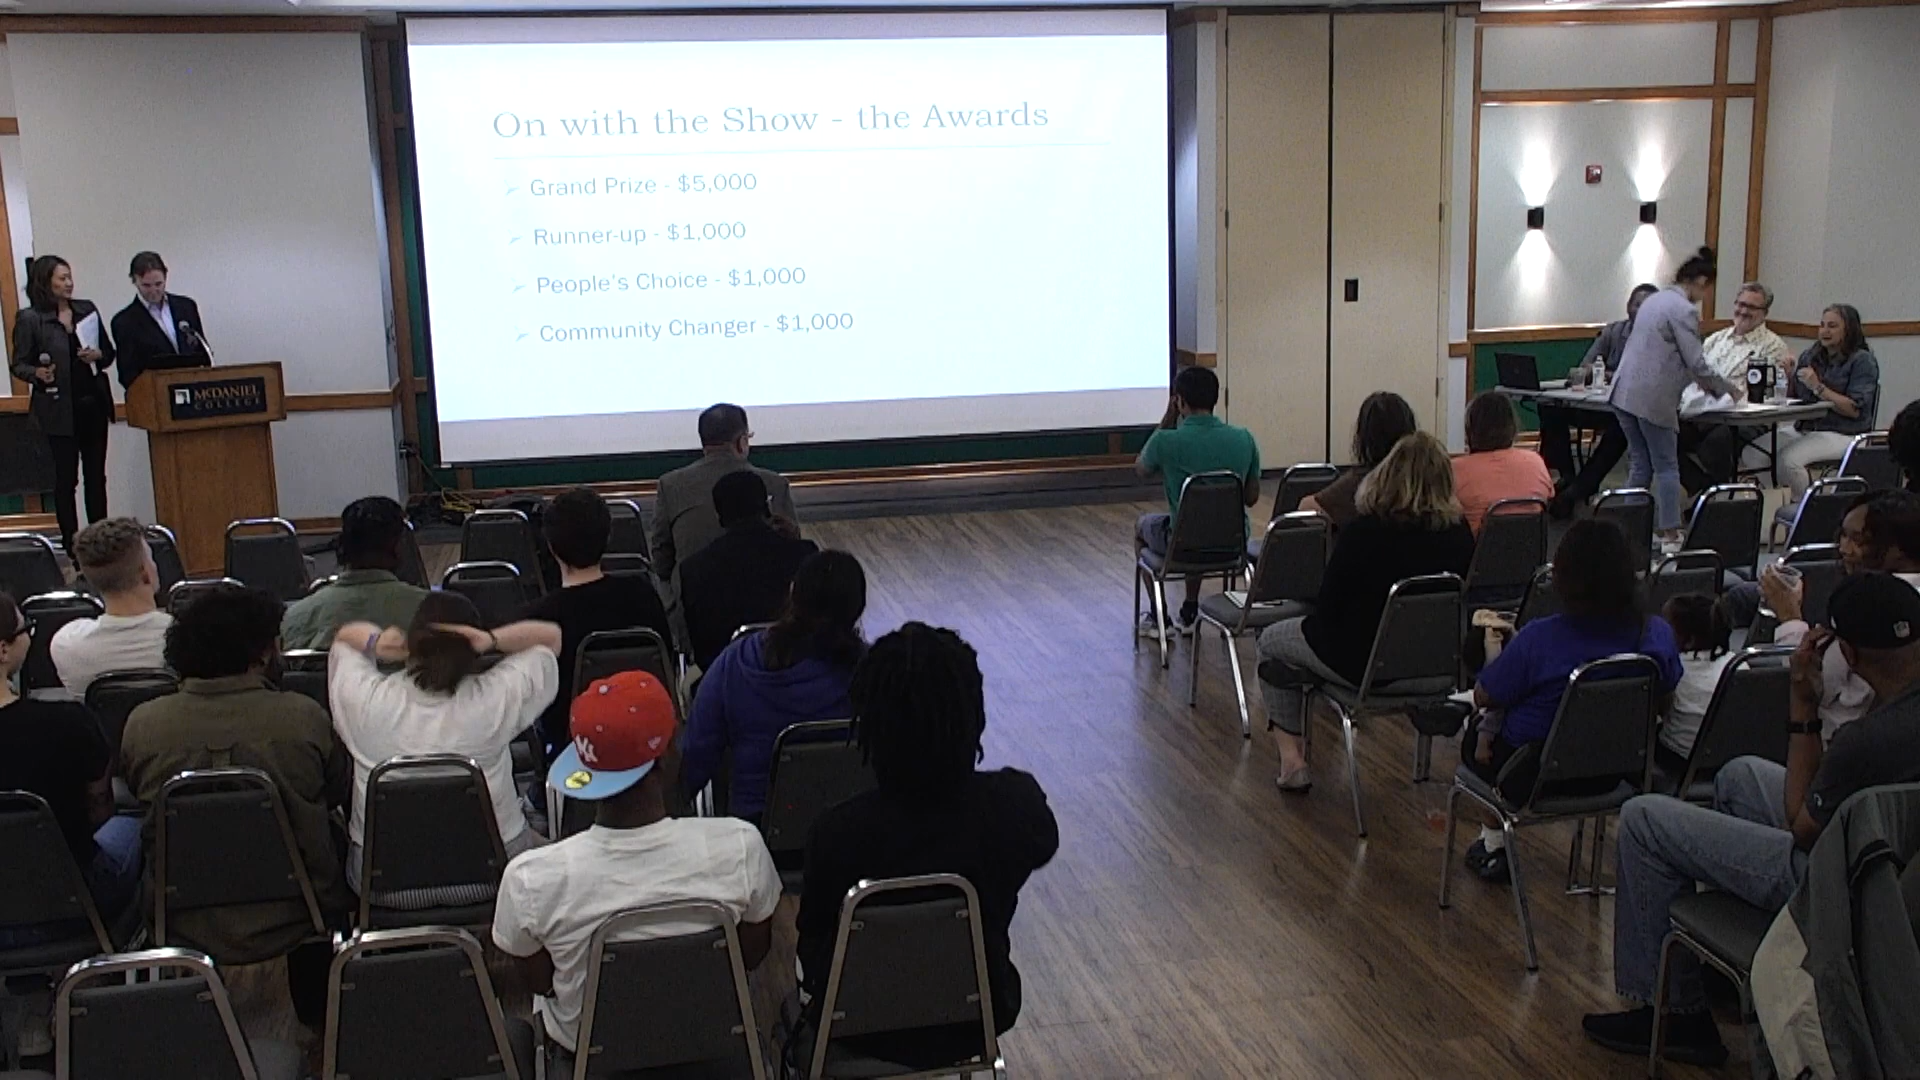 On with the Show - the Awards
Grand Prize - $5,000
Runner-up - $1,000
People's Choice - $1,000
Community Changer - $1,000
McDANIEL
COLLEGE
NY